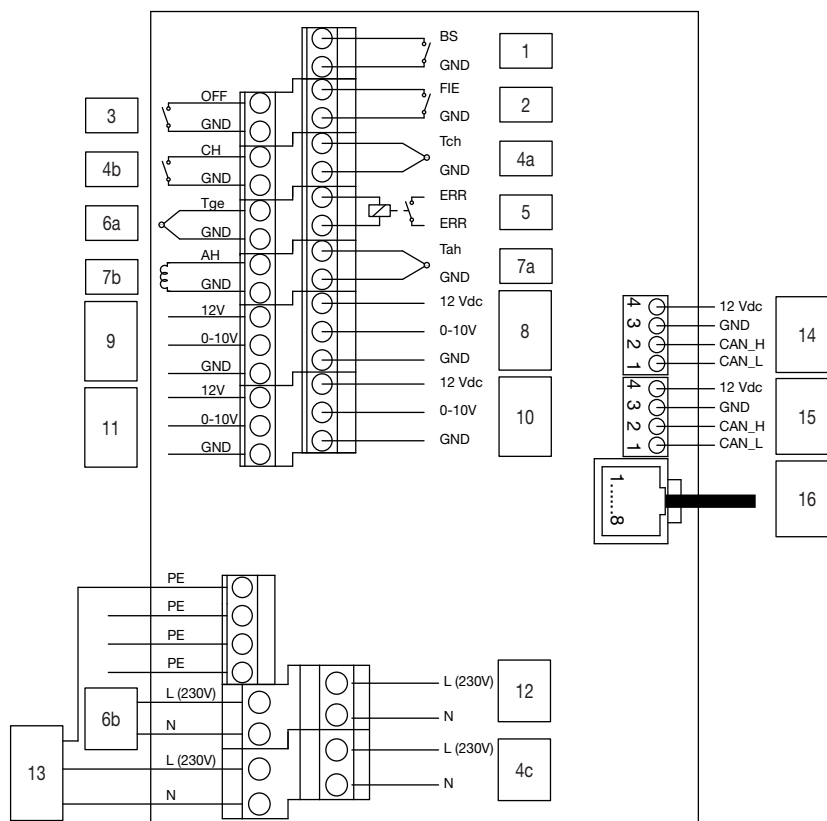 BS
GND
1
FIE
GND
2
OFF
GND
3
Tch
GND
4a
CH
GND
4b
ERR
ERR
5
Tge
GND
6a
Tah
GND
7a
AH
GND
7b
12 Vdc
0-10V
GND
8
12V
0-10V
GND
9
12 Vdc
0-10V
GND
10
12V
0-10V
GND
11
4 12 Vdc
3 GND
2 CAN_H
1 CAN_L
14
4 12 Vdc
3 GND
2 CAN_H
1 CAN_L
15
1......8
16
PE
PE
PE
PE
L (230V)
N
6b
L (230V)
N
13
L (230V)
N
12
L (230V)
N
4c